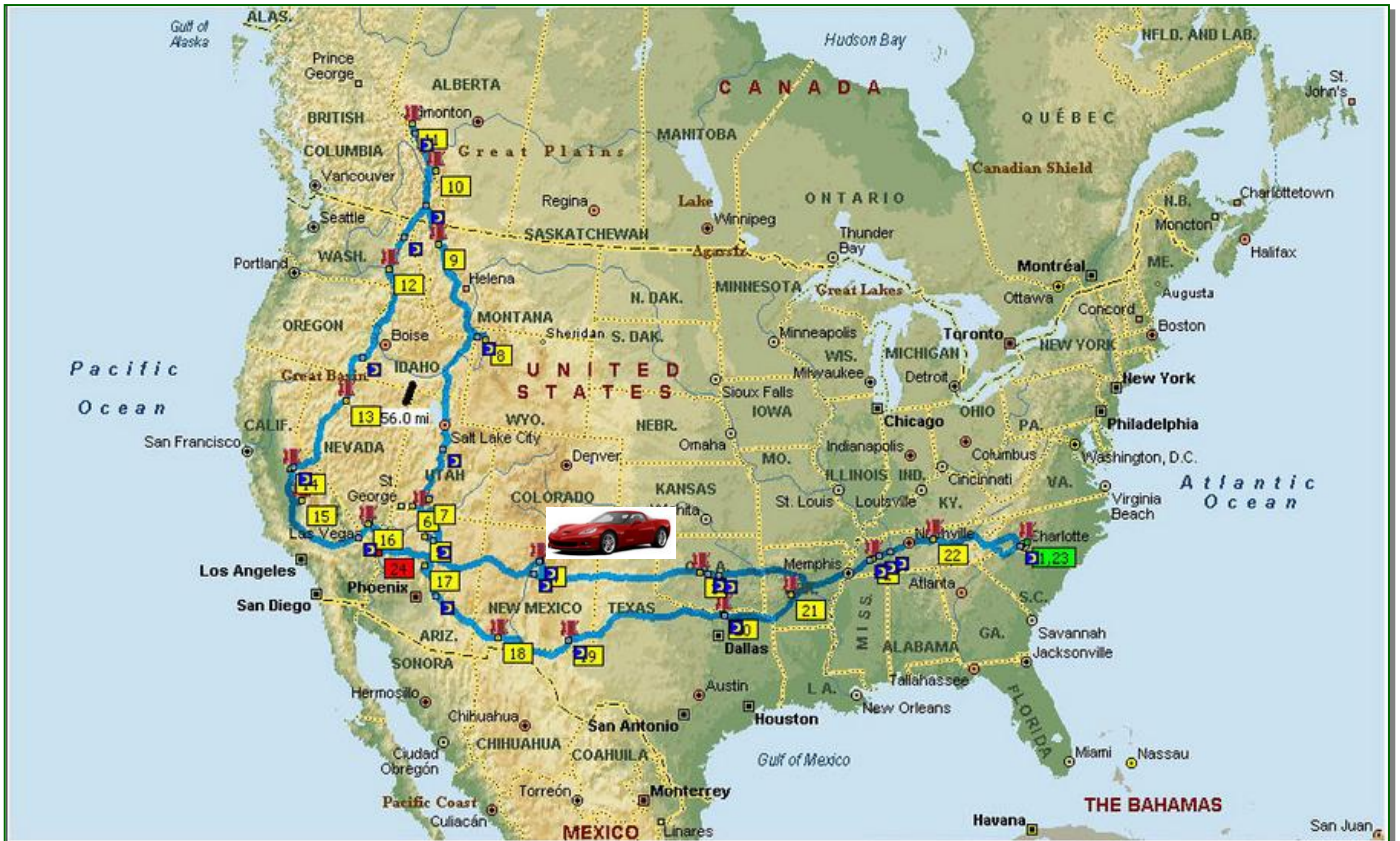 ALAS.
Gulf of
Alaska
Hudson Bay
NFLD. AND LAB.
Prince
George
ALBERTA
CANADA
St.
John's
BRITISH
COLUMBIA
MANITOBA
QUÉBEC
11
Great Plains
10
Canadian Shield
Vancouver
ONTARIO
Charlottetown
Regina
Lake
Winnipeg
N.B.
Moncton
Seattle
SASKATCHEWAN
Thunder
Bay
Halifax
WASH.
9
Agassiz
Montréal
ME.
Portland
12
Helena
MINNESOTA
Great Lakes
Ottawa
Augusta
N. DAK.
Concord
OREGON
MONTANA
Boise
Sheridan
S. DAK.
Minneapolis
Toronto
Boston
8
WIS.
MICHIGAN
NEW YORK
Pacific
Ocean
IDAHO
UNITED
STATES
Milwaukee
Detroit
New York
Great Basin
Sioux Falls
13
56.0 mi
WYO.
IOWA
Chicago
OHIO
PA.
Philadelphia
CALIF.
NEBR.
San Francisco
NEVADA
Salt Lake City
Omaha
Indianapolis
Columbus
Washington, D.C.
Denver
MO.
14
UTAH
St.
George
COLORADO
KANSAS
ILLINOIS
IND.
Cincinnati
VA.
Atlantic
Ocean
St. Louis
Louisville
KY.
Virginia
Beach
15
6
7
Las Vegas
16
22
Charlotte
1,23
Los Angeles
24
Memphis
Phoenix
17
Atlanta
San Diego
NEW MEXICO
TEXAS
21
MISS.
S.C.
ARIZ.
18
19
Dallas
ALABAMA
GA.
Savannah
SONORA
Jacksonville
Tallahassee
Hermosillo
Austin
LA.
New Orleans
FLORIDA
Chihuahua
San Antonio
Houston
CHIHUAHUA
COAHUILA
Gulf of Mexico
Ciudad
Obregón
Miami
Nassau
Torreón
Monterrey
Pacific Coast
Culiacán
THE BAHAMAS
MEXICO
Linares
Havana
San Juan